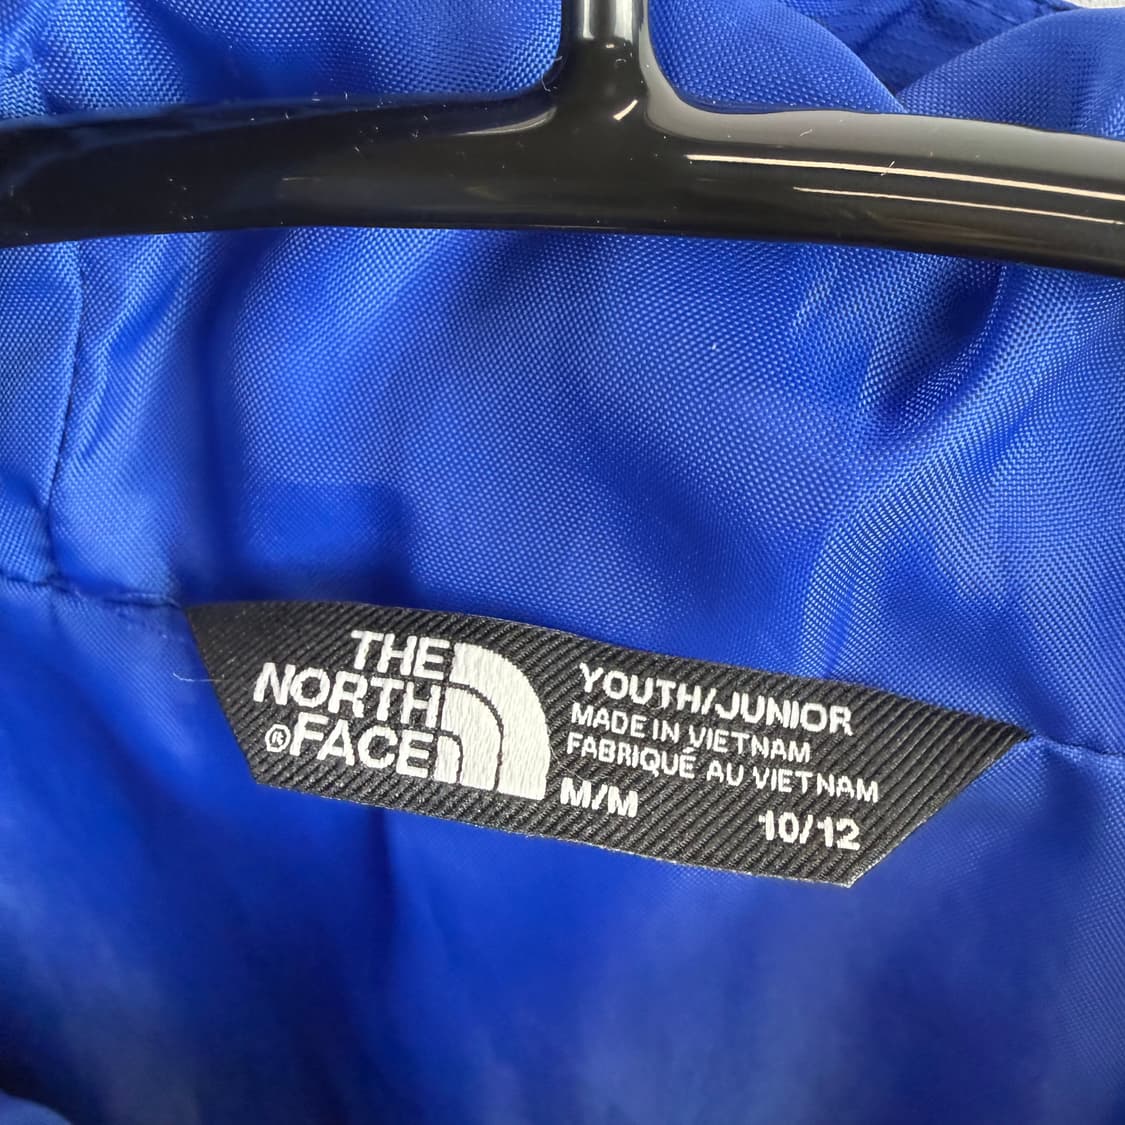 THE
NORTH
®FACE
YOUTH/JUNIOR
MADE IN VIETNAM
FABRIQUÉ AU VIETNAM
M/M
10/12